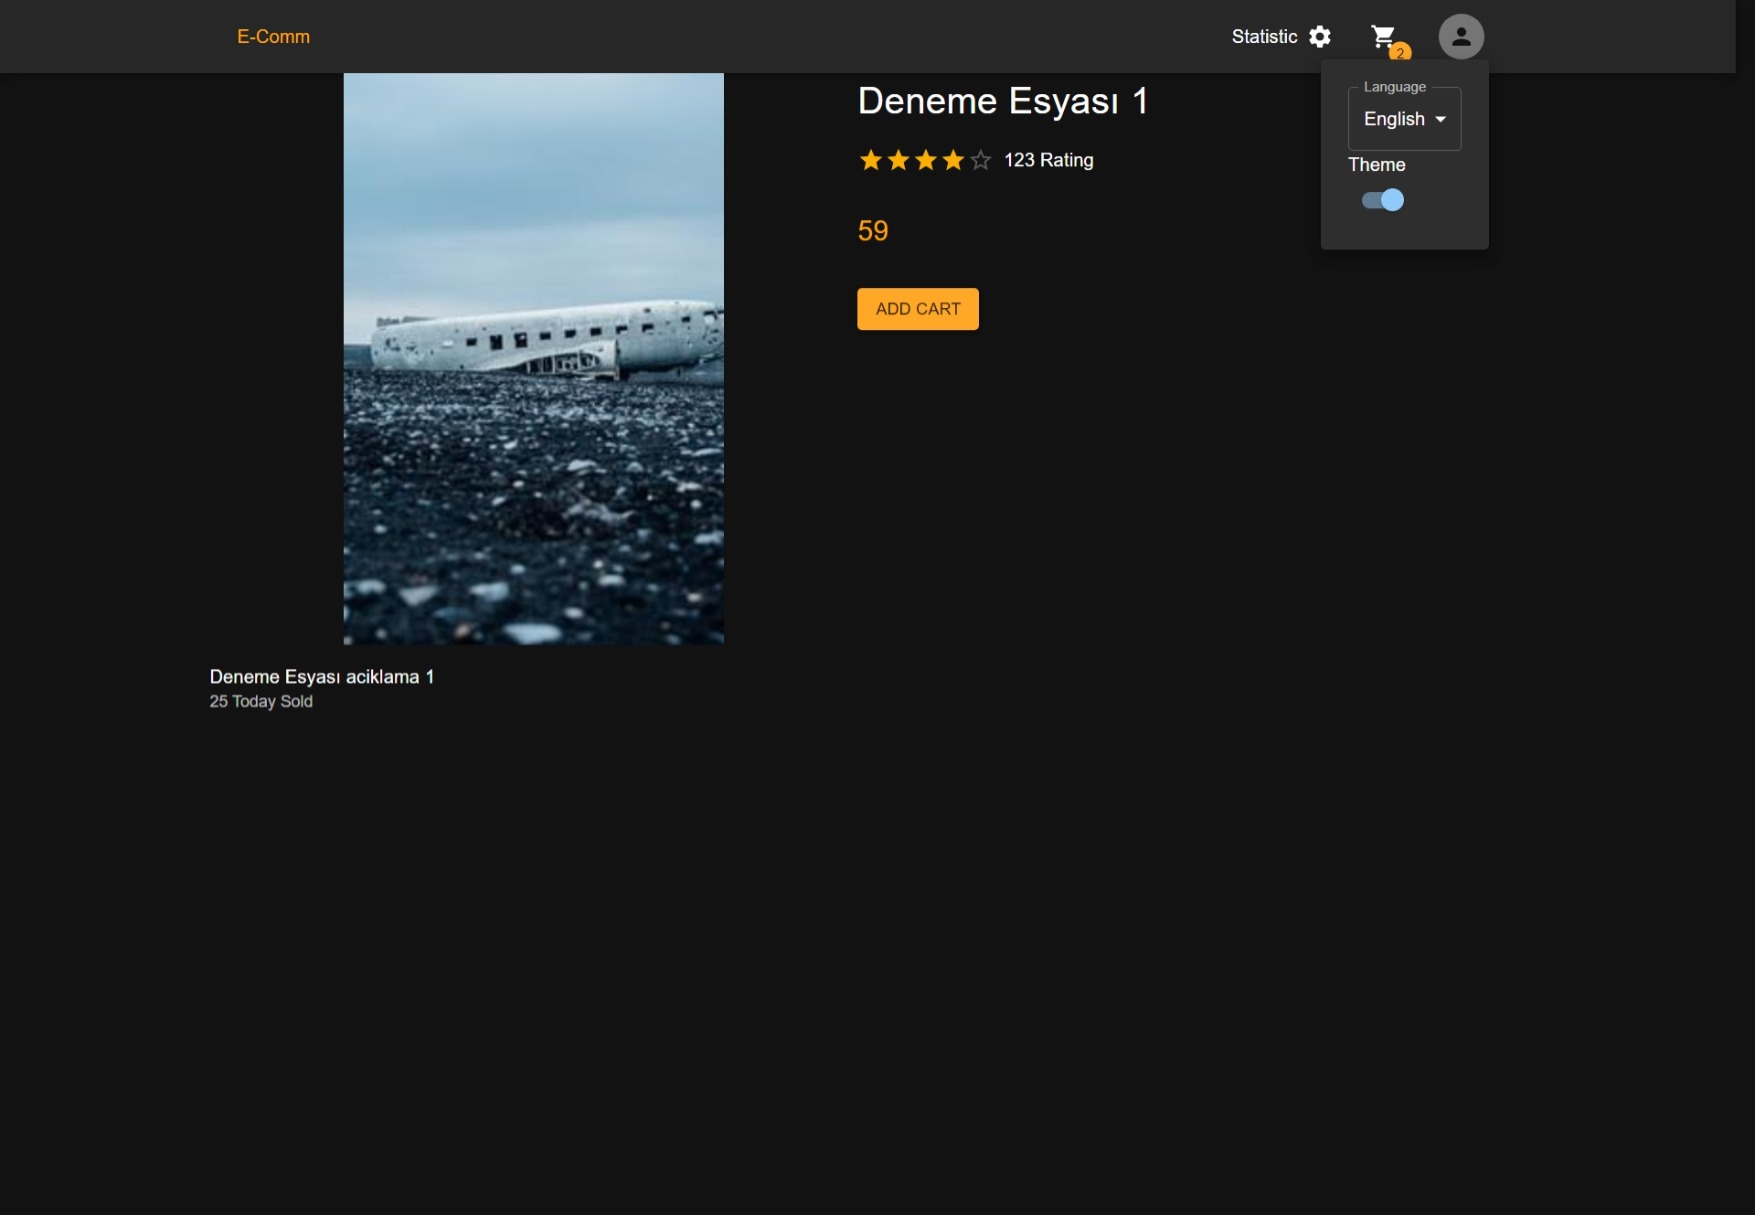 E-Comm
Statistic
2
Language
English
Theme
Deneme Esyası 1
123 Rating
59
ADD CART
Deneme Esyası aciklama 1
25 Today Sold